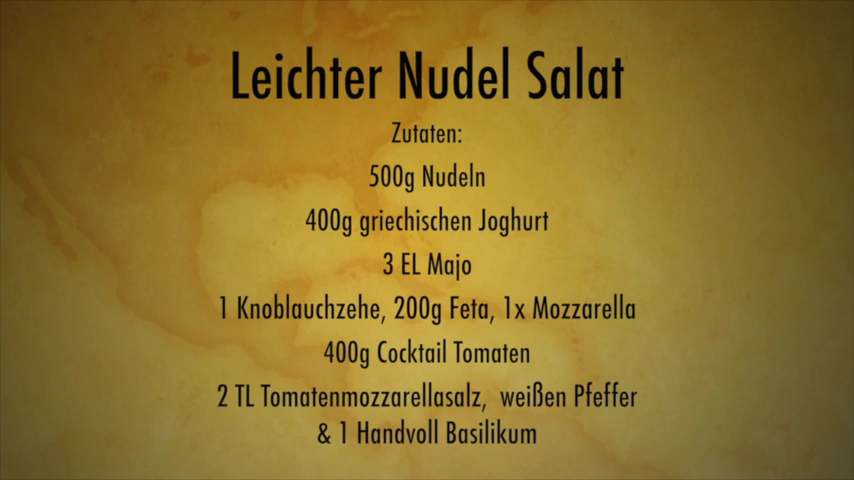 Leichter Nudel Salat
Zutaten:
500g Nudeln
400g griechischen Joghurt
3 EL Majo
1 Knoblauchzehe, 200g Feta, 1x Mozzarella
400g Cocktail Tomaten
2 TL Tomatenmozzarellasalz, weißen Pfeffer
& 1 Handvoll Basilikum